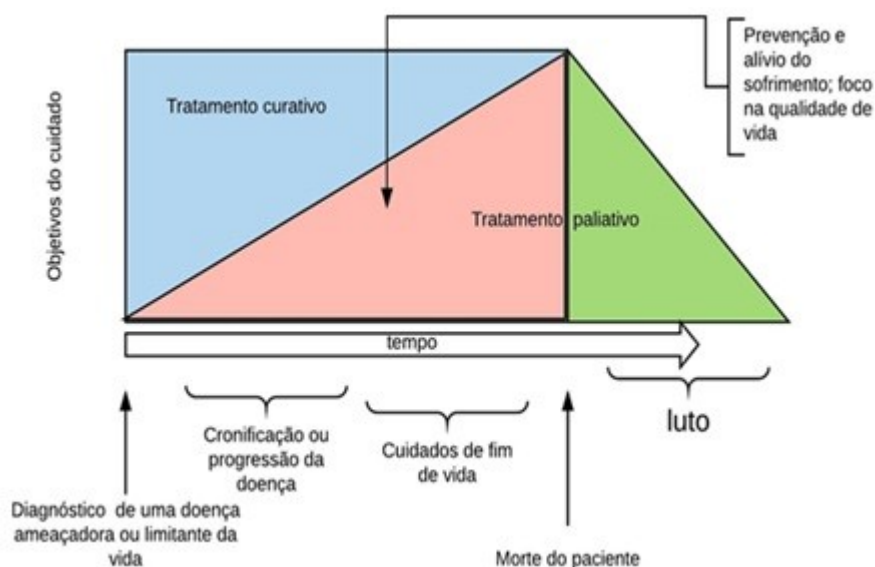 Prevenção e
alívio do
sofrimento; foco
na qualidade de
vida
Tratamento curativo
Objetivos do cuidado
Tratamento paliativo
tempo
Cronificação ou
progressão da
doença
Cuidados de fim
de vida
luto
Diagnóstico de uma doença
ameaçadora ou limitante da
vida
Morte do paciente